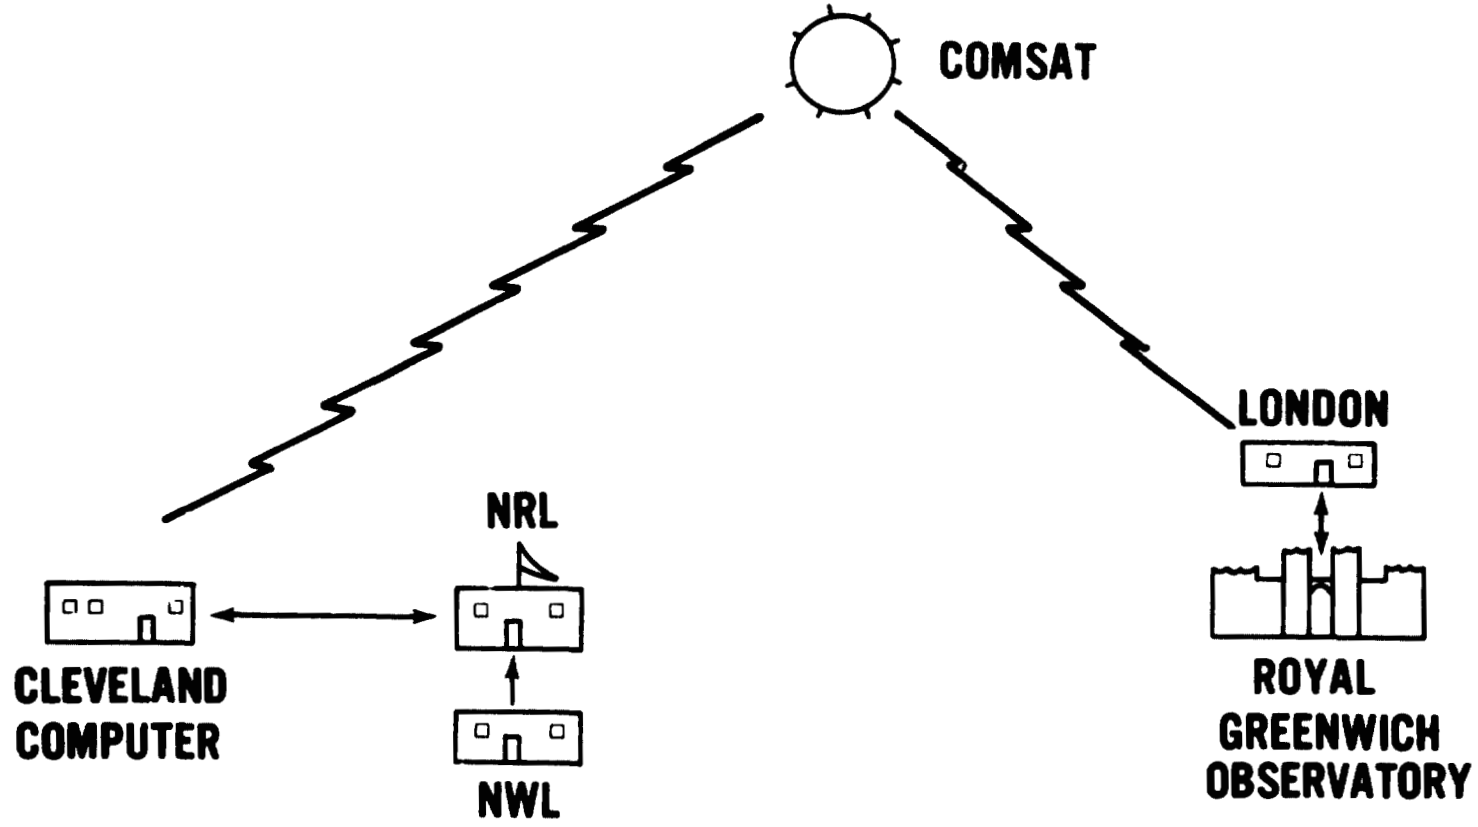 COMSAT
LONDON
NRL
CLEVELAND
COMPUTER
ROYAL
GREENWICH
OBSERVATORY
NWL